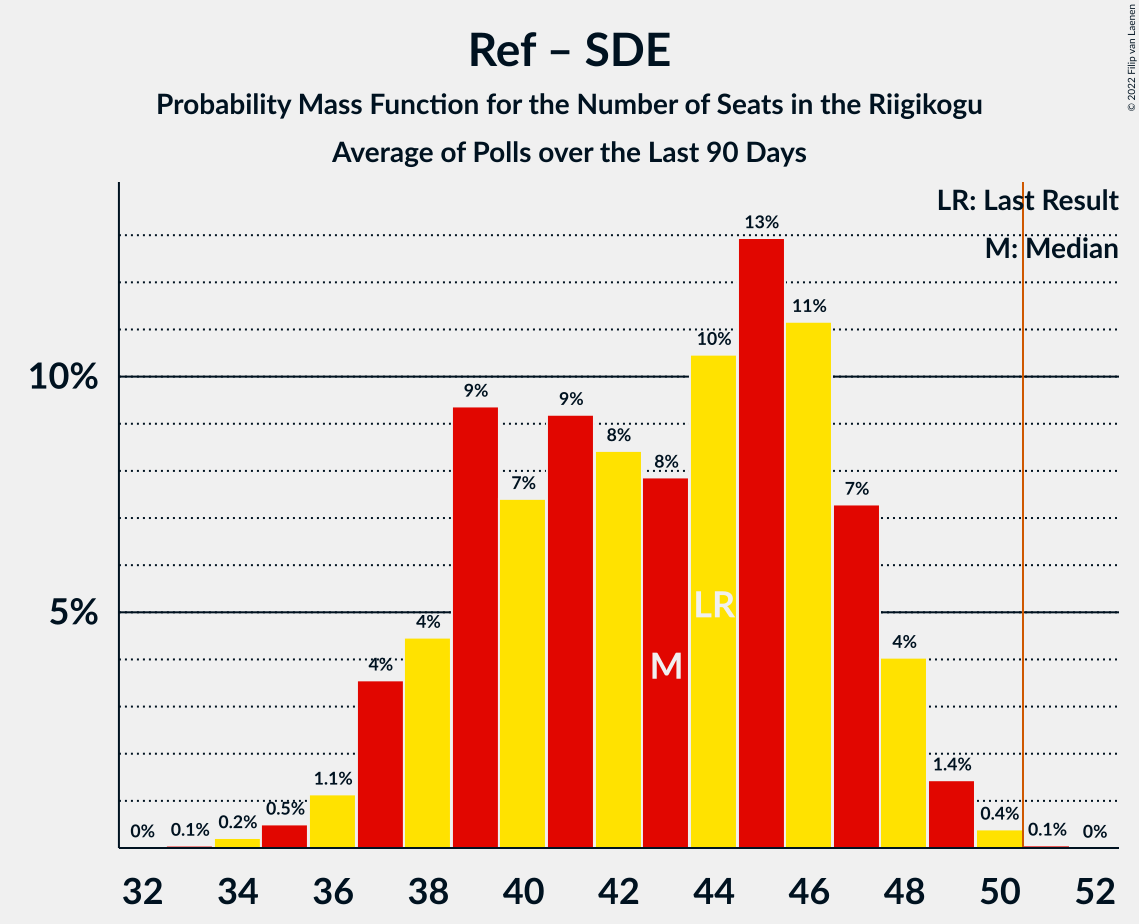 Ref – SDE
Probability Mass Function for the Number of Seats in the Riigikogu
Average of Polls over the Last 90 Days
© 2022 Filip van Laenen
LR: Last Result
M: Median
10%
5%
0%
0.1%
0.2%
0.5%
1.1%
4%
4%
9%
7%
9%
8%
8%
10%
13%
11%
7%
4%
1.4%
0.4%
0.1%
0%
M
LR
32 34 36 38 40 42 44 46 48 50 52